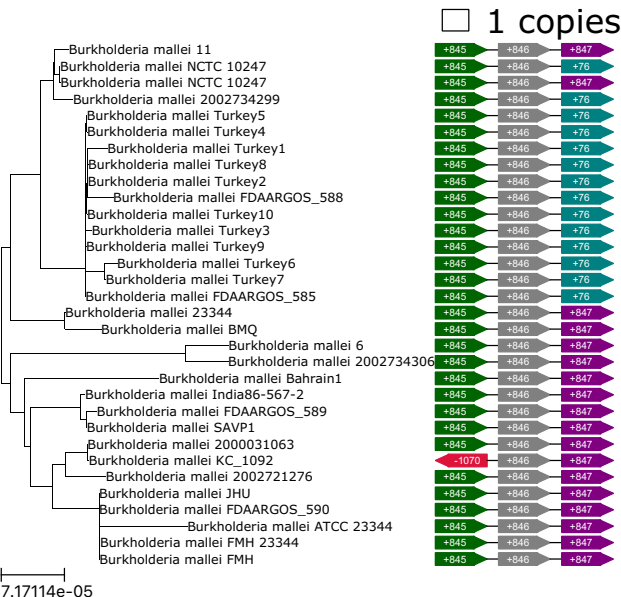 1 copies
Burkholderia mallei 11 +845 +846 +847
Burkholderia mallei NCTC 10247 +845 +846 +76
Burkholderia mallei NCTC 10247 +845 +846 +847
Burkholderia mallei 2002734299 +845 +846 +76
Burkholderia mallei Turkey5 +845 +846 +76
Burkholderia mallei Turkey4 +845 +846 +76
Burkholderia mallei Turkey1 +845 +846 +76
Burkholderia mallei Turkey8 +845 +846 +76
Burkholderia mallei Turkey2 +845 +846 +76
Burkholderia mallei FDAARGOS_588 +845 +846 +76
Burkholderia mallei Turkey10 +845 +846 +76
Burkholderia mallei Turkey3 +845 +846 +76
Burkholderia mallei Turkey9 +845 +846 +76
Burkholderia mallei Turkey6 +845 +846 +76
Burkholderia mallei Turkey7 +845 +846 +76
Burkholderia mallei FDAARGOS_585 +845 +846 +76
Burkholderia mallei 23344 +845 +846 +847
Burkholderia mallei BMQ +845 +846 +847
Burkholderia mallei 6 +845 +846 +847
Burkholderia mallei 2002734306 +845 +846 +847
Burkholderia mallei Bahrain1 +845 +846 +847
Burkholderia mallei India86-567-2 +845 +846 +847
Burkholderia mallei FDAARGOS_589 +845 +846 +847
Burkholderia mallei SAVP1 +845 +846 +847
Burkholderia mallei 2000031063 +845 +846 +847
Burkholderia mallei KC_1092 -1070 +846 +847
Burkholderia mallei 2002721276 +845 +846 +847
Burkholderia mallei JHU +845 +846 +847
Burkholderia mallei FDAARGOS_590 +845 +846 +847
Burkholderia mallei ATCC 23344 +845 +846 +847
Burkholderia mallei FMH 23344 +845 +846 +847
Burkholderia mallei FMH +845 +846 +847
7.17114e-05